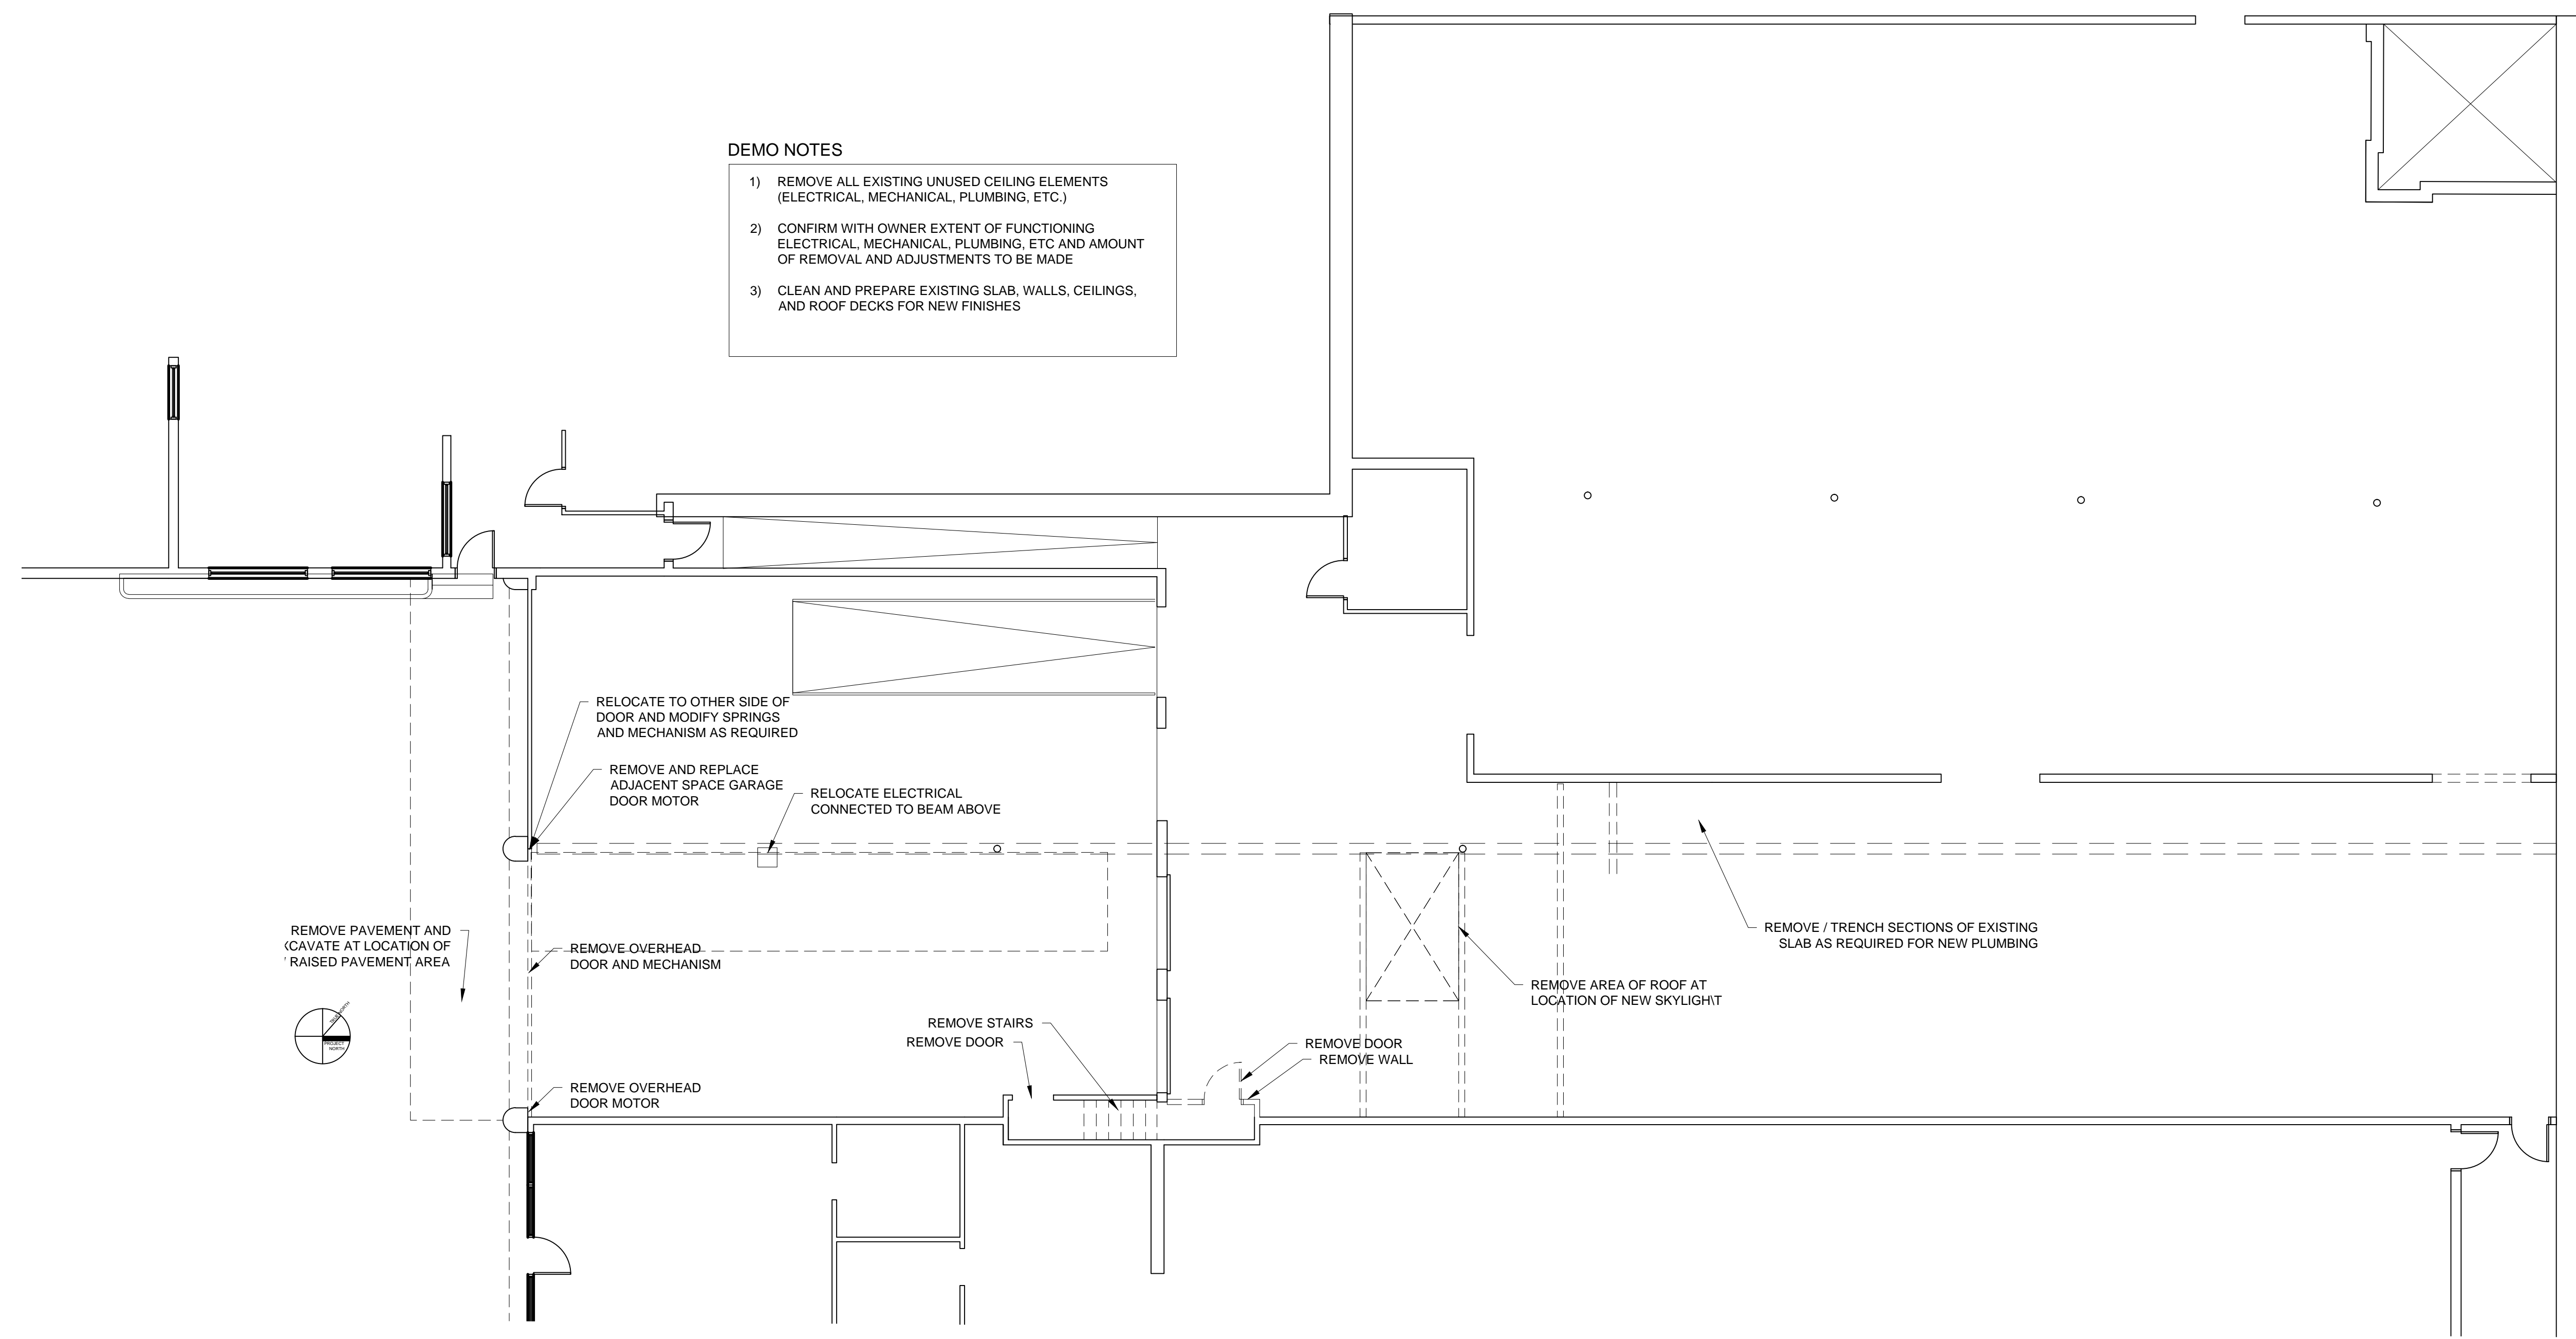 DEMO NOTES
1) REMOVE ALL EXISTING UNUSED CEILING ELEMENTS
(ELECTRICAL, MECHANICAL, PLUMBING, ETC.)
2) CONFIRM WITH OWNER EXTENT OF FUNCTIONING
ELECTRICAL, MECHANICAL, PLUMBING, ETC AND AMOUNT
OF REMOVAL AND ADJUSTMENTS TO BE MADE
3) CLEAN AND PREPARE EXISTING SLAB, WALLS, CEILINGS,
AND ROOF DECKS FOR NEW FINISHES
RELOCATE TO OTHER SIDE OF
DOOR AND MODIFY SPRINGS
AND MECHANISM AS REQUIRED
REMOVE AND REPLACE
ADJACENT SPACE GARAGE
DOOR MOTOR
RELOCATE ELECTRICAL
CONNECTED TO BEAM ABOVE
REMOVE PAVEMENT AND
XCAVATE AT LOCATION OF
RAISED PAVEMENT AREA
REMOVE OVERHEAD
DOOR AND MECHANISM
REMOVE / TRENCH SECTIONS OF EXISTING
SLAB AS REQUIRED FOR NEW PLUMBING
REMOVE AREA OF ROOF AT
LOCATION OF NEW SKYLIGH\T
TRUE NORTH
PROJECT
NORTH
REMOVE STAIRS
REMOVE DOOR
REMOVE DOOR
REMOVE WALL
REMOVE OVERHEAD
DOOR MOTOR